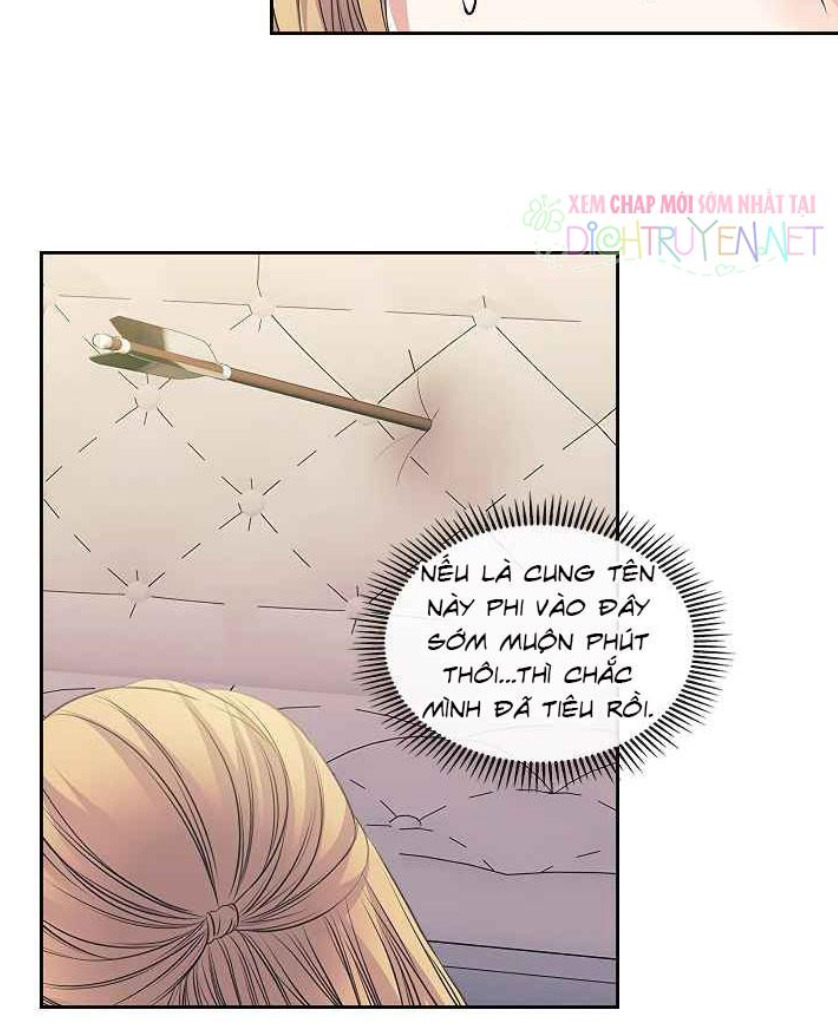 XEM CHAP MỚI SỚM NHẤT TẠI
DICHTRUYEN.NET
NẾU LÀ CUNG TÊN
NÀY PHI VÀO ĐÂY
SỚM MUỘN PHÚT
THÔI...THÌ CHẮC
MÌNH ĐÃ TIÊU RỒI.